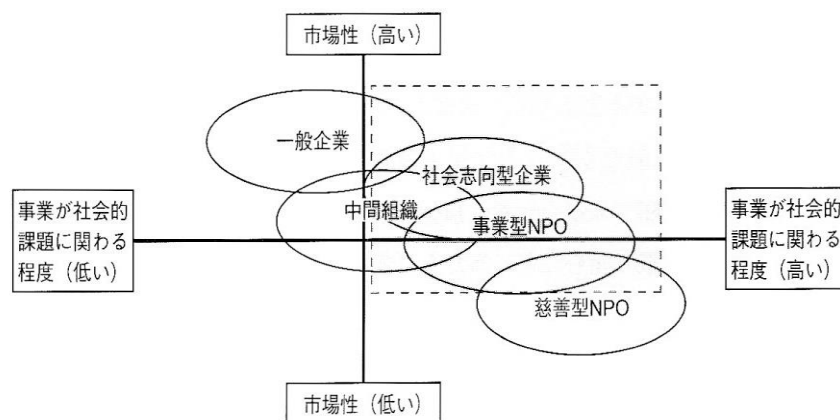 市場性（高い）
一般企業
社会志向型企業
事業が社会的
課題に関わる
程度（低い）
中間組織
事業型NPO
事業が社会的
課題に関わる
程度（高い）
慈善型NPO
市場性（低い）